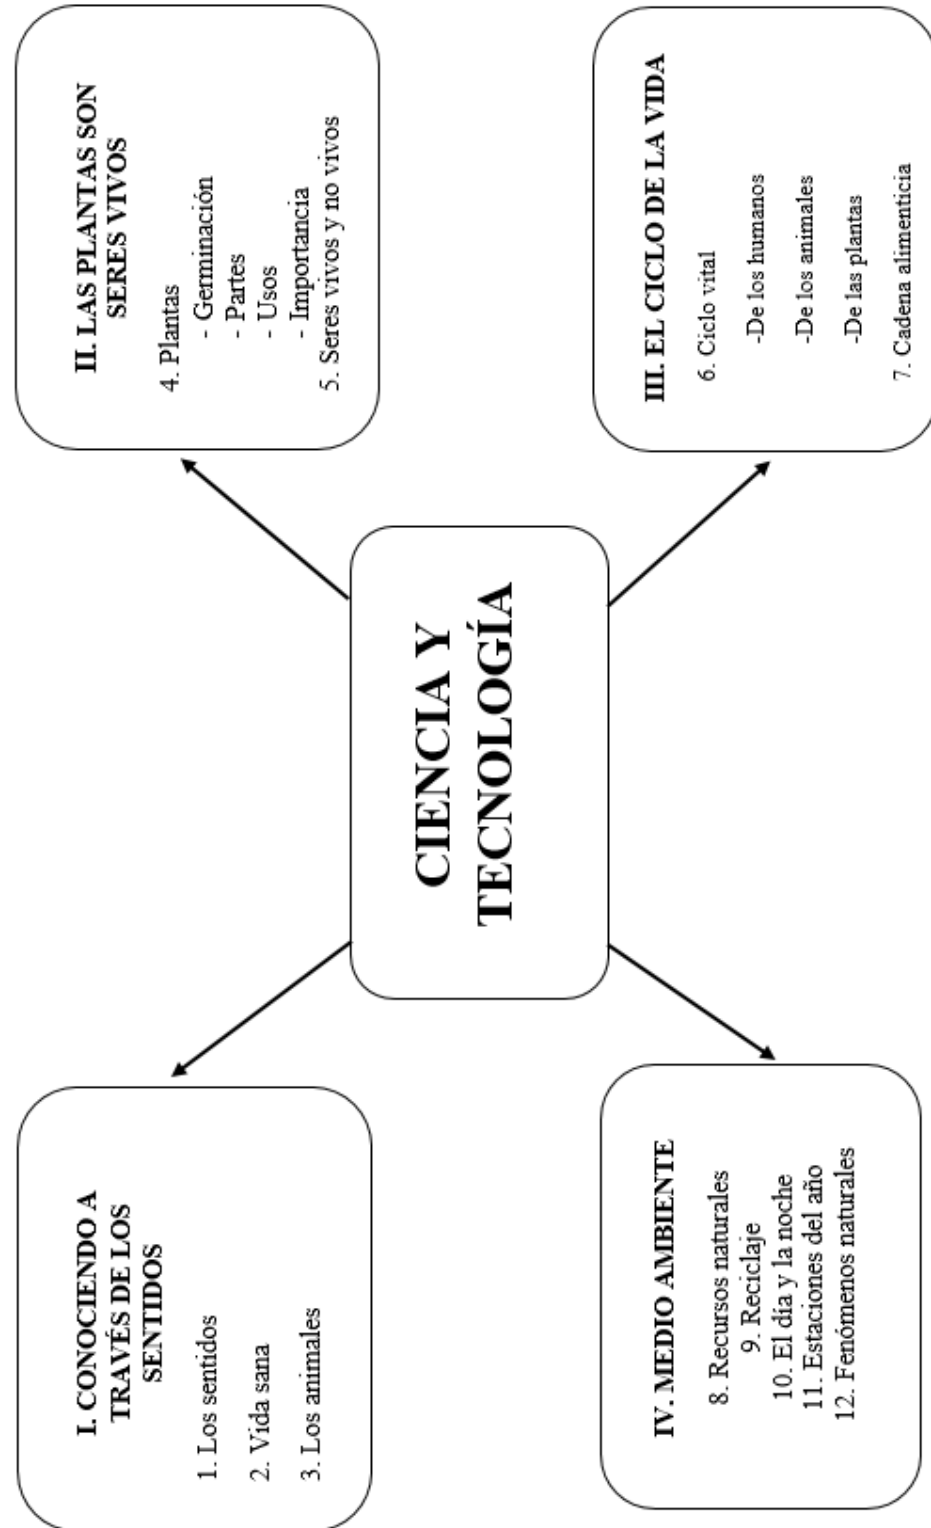 I. CONOCIENDO A
TRAVÉS DE LOS
SENTIDOS
1. Los sentidos
2. Vida sana
3. Los animales
II. LAS PLANTAS SON
SERES VIVOS
4. Plantas
- Germinación
- Partes
- Usos
- Importancia
5. Seres vivos y no vivos
CIENCIA Y
TECNOLOGÍA
IV. MEDIO AMBIENTE
8. Recursos naturales
9. Reciclaje
10. El día y la noche
11. Estaciones del año
12. Fenómenos naturales
III. EL CICLO DE LA VIDA
6. Ciclo vital
-De los humanos
-De los animales
-De las plantas
7. Cadena alimenticia